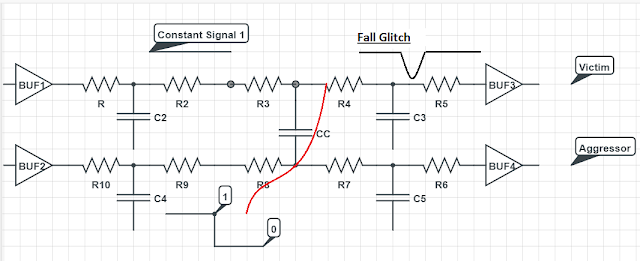 Constant Signal 1
Fall Glitch
Victim
BUF1
BUF3
R
R2
R3
R4
R5
C2
CC
C3
Aggressor
BUF2
BUF4
R10
R9
R8
R7
R6
C4
C5
1
0